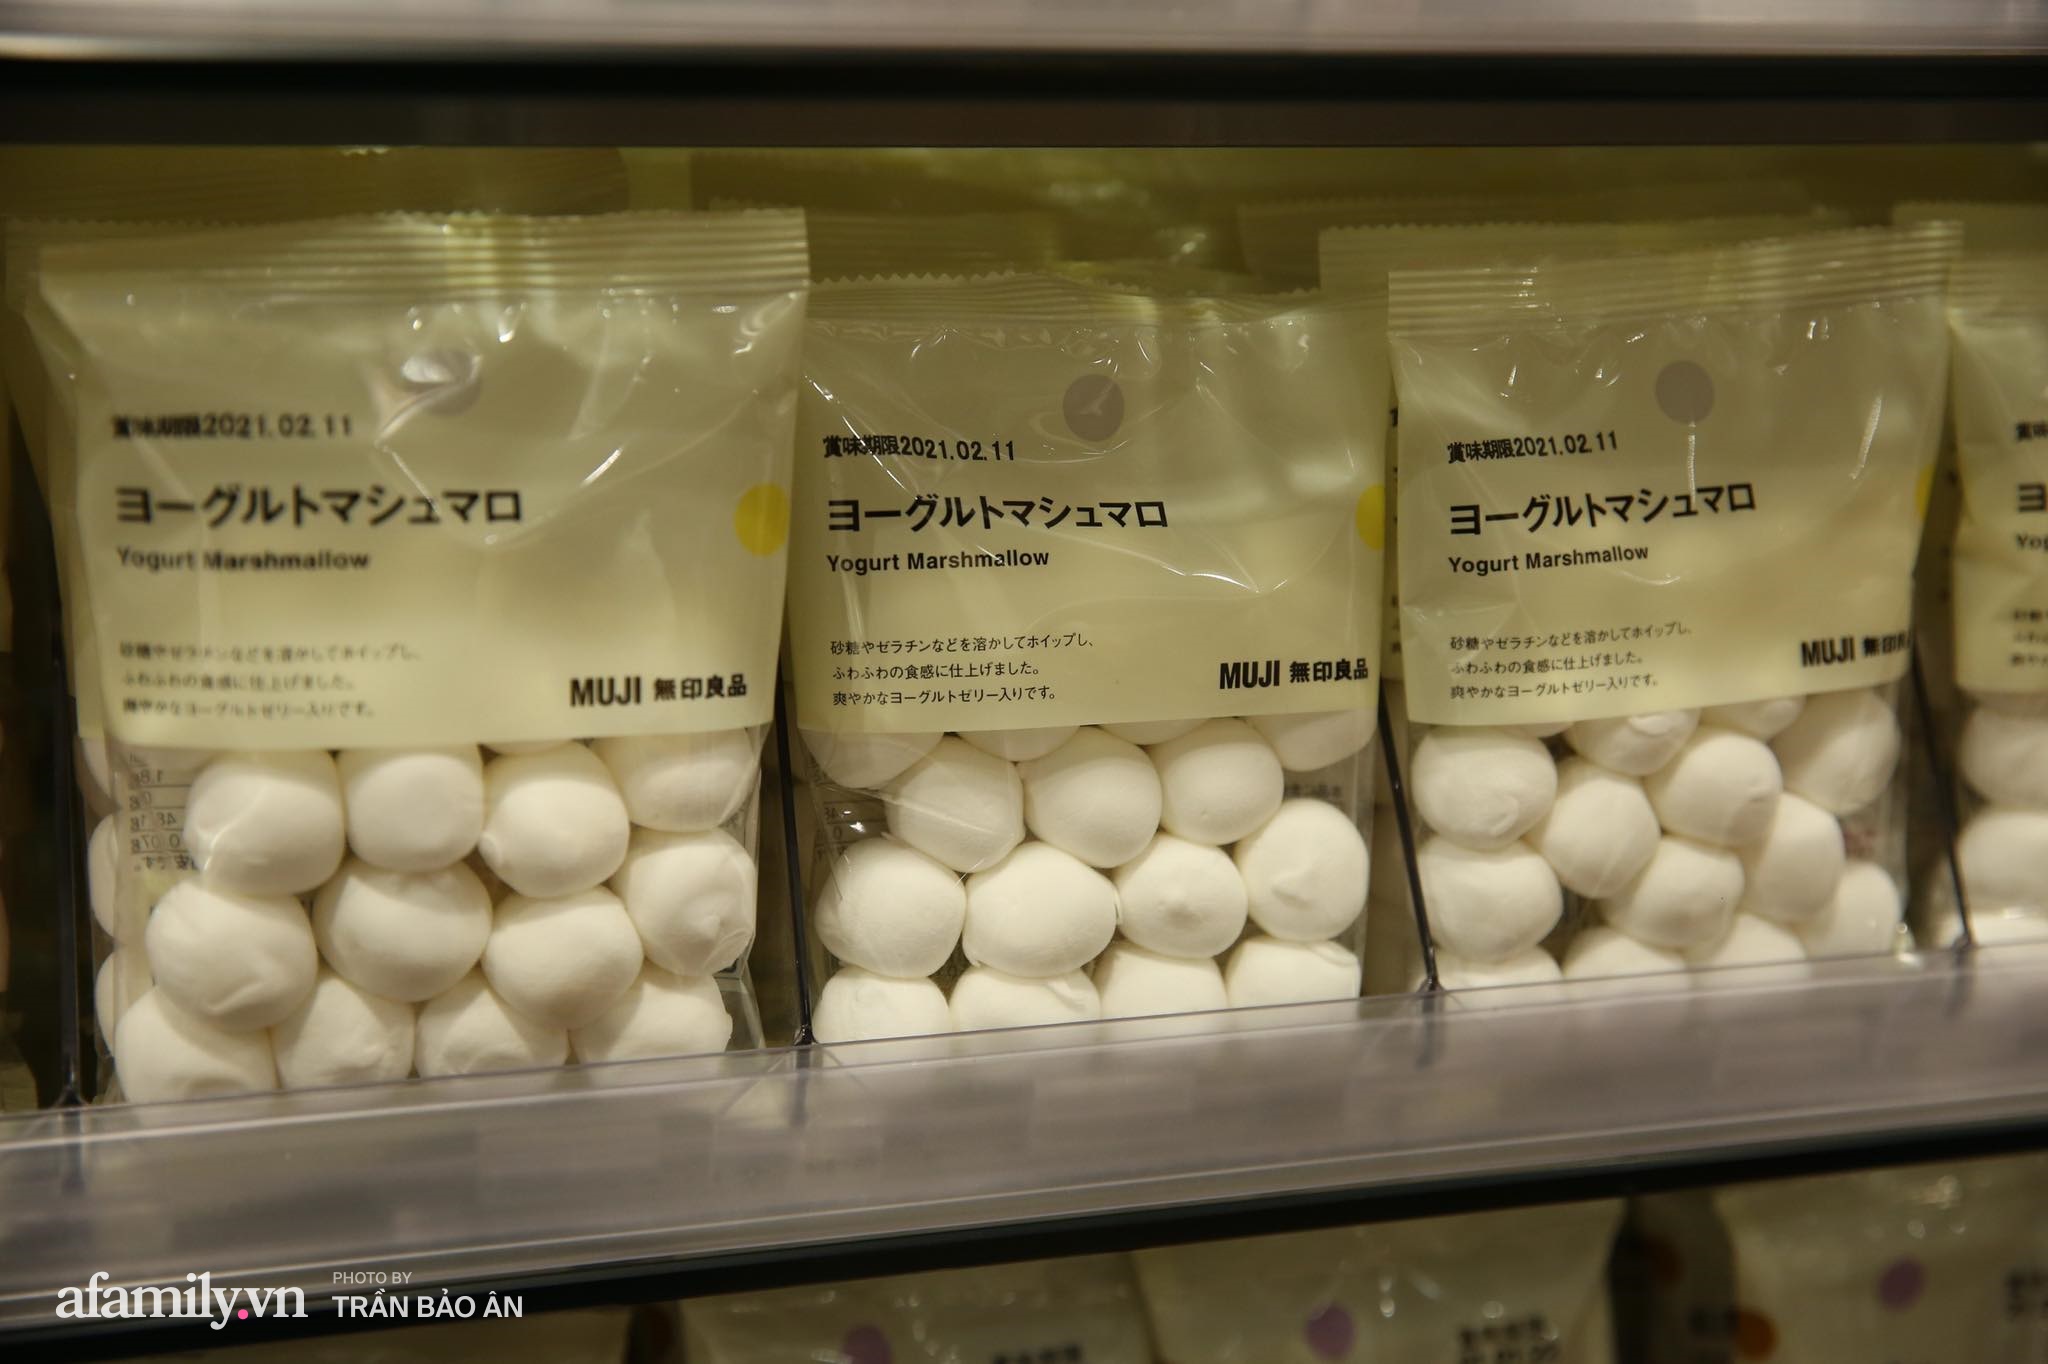 賞味期限2021.02.11
ヨーグルトマシュマロ
Yogurt Marshmallow
砂糖やゼラチンなどを溶かしてホイップし、
ふわふわの食感に仕上げました。
爽やかなヨーグルトゼリー入りです。
MUJI 無印良品
賞味期限2021.02.11
ヨーグルトマシュマロ
Yogurt Marshmallow
砂糖やゼラチンなどを溶かしてホイップし、
ふわふわの食感に仕上げました。
爽やかなヨーグルトゼリー入りです。
MUJI 無印良品
賞味期限2021.02.11
ヨーグルトマシュマロ
Yogurt Marshmallow
砂糖やゼラチンなどを溶かしてホイップし、
ふわふわの食感に仕上げました。
爽やかなヨーグルトゼリー入りです。
MUJI 無印
afamily.vn
PHOTO BY
TRẦN BẢO ÂN